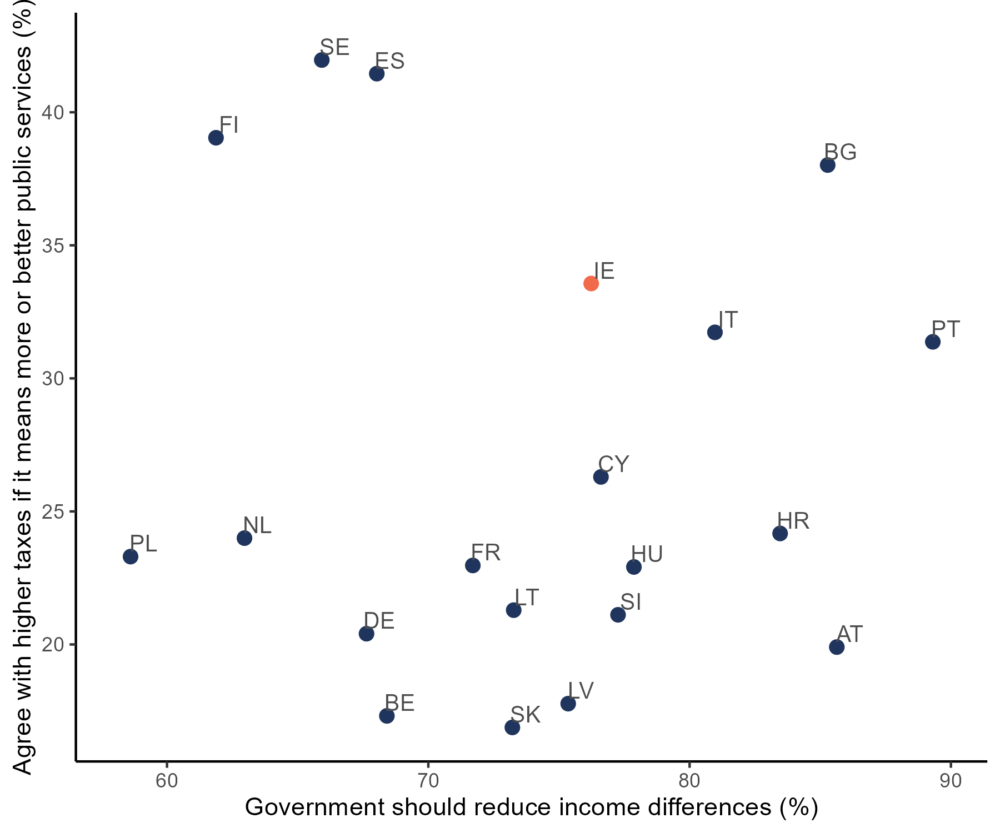 Agree with higher taxes if it means more or better public services (%)
SE
ES
40
FI
BG
35
IE
IT
PT
30
CY
25
HR
NL
PL
FR
HU
LT
SI
DE
20
AT
LV
BE
SK
60
70
80
90
Government should reduce income differences (%)